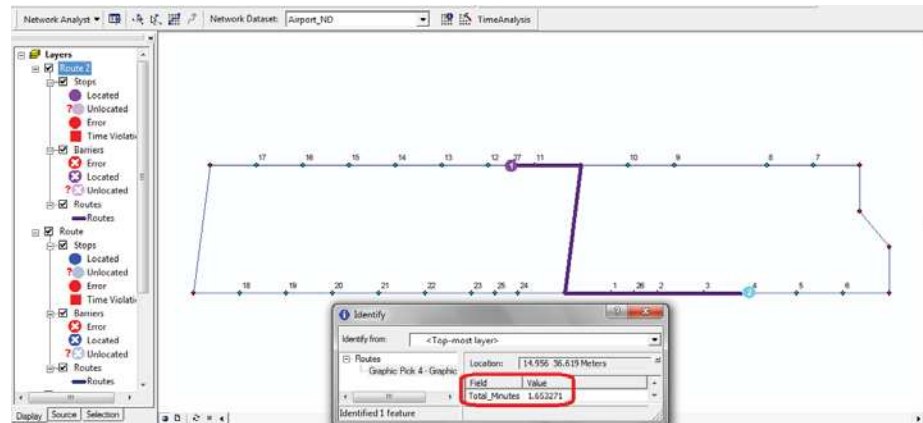 Network Analyst Network Dataset: Airport_ND TimeAnalysis
Layers
Route 2
Stops
Located
Unlocated
Error
Time Violati
Barriers
Error
Located
Unlocated
Routes
Routes
Route
Stops
Located
Unlocated
Error
Time Violati
Barriers
Error
Located
Unlocated
Routes
Routes
Display Source Selection
17 16 15 14 13 12 27 11 10 9 8 7
1
18 19 20 21 22 23 25 24 1 26 2 3 5 6
Identify
Identify from: <Top-most layer>
Routes
Graphic Pick 4 - Graphic
Location: 14.956 36.619 Meters
Field Value
Total_Minutes 1.653271
Identified 1 feature